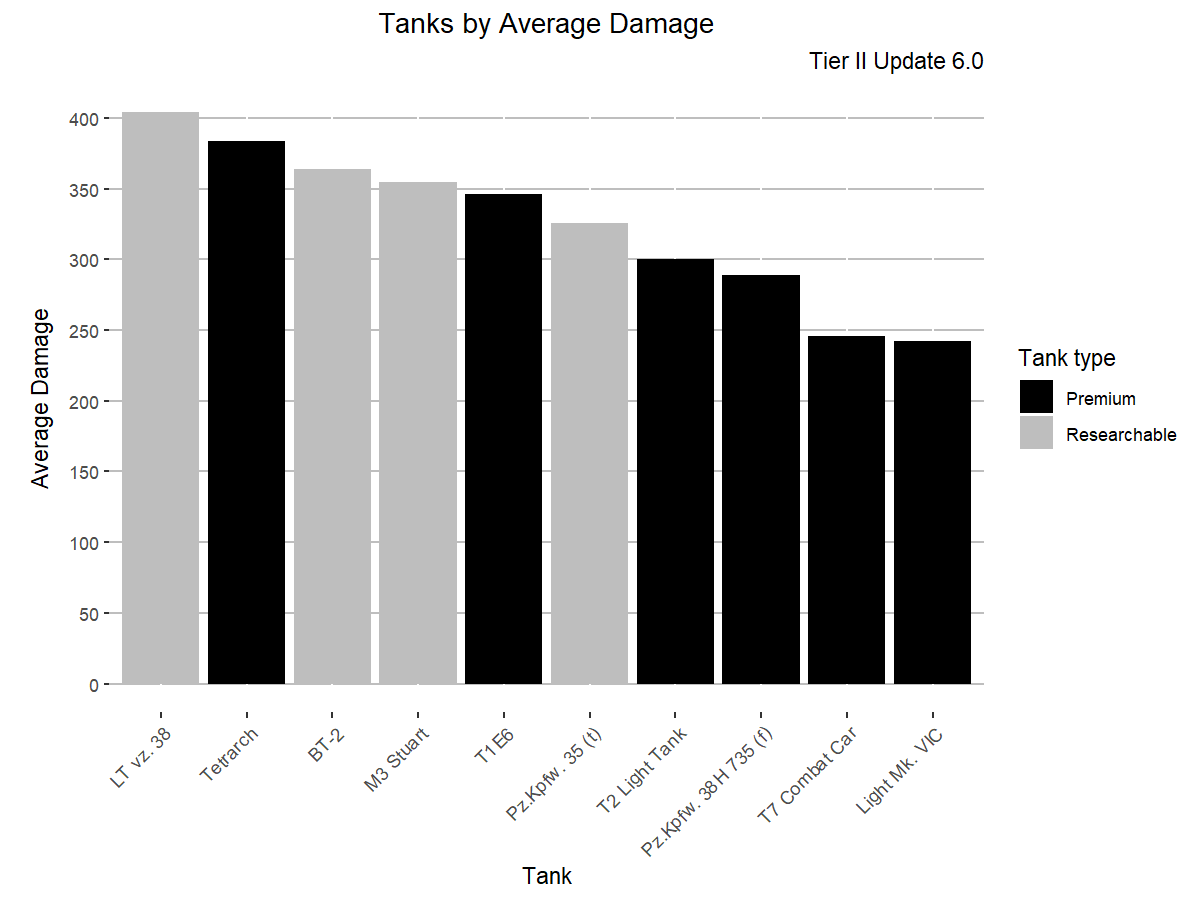 Tanks by Average Damage
Tier II Update 6.0
Average Damage
400
350
300
250
200
150
100
50
0
LT vz. 38
Tetrarch
BT-2
M3 Stuart
T1E6
Pz.Kpfw. 35 (t)
T2 Light Tank
Pz.Kpfw. 38H 735 (f)
T7 Combat Car
Light Mk. VIC
Tank
Tank type
Premium
Researchable